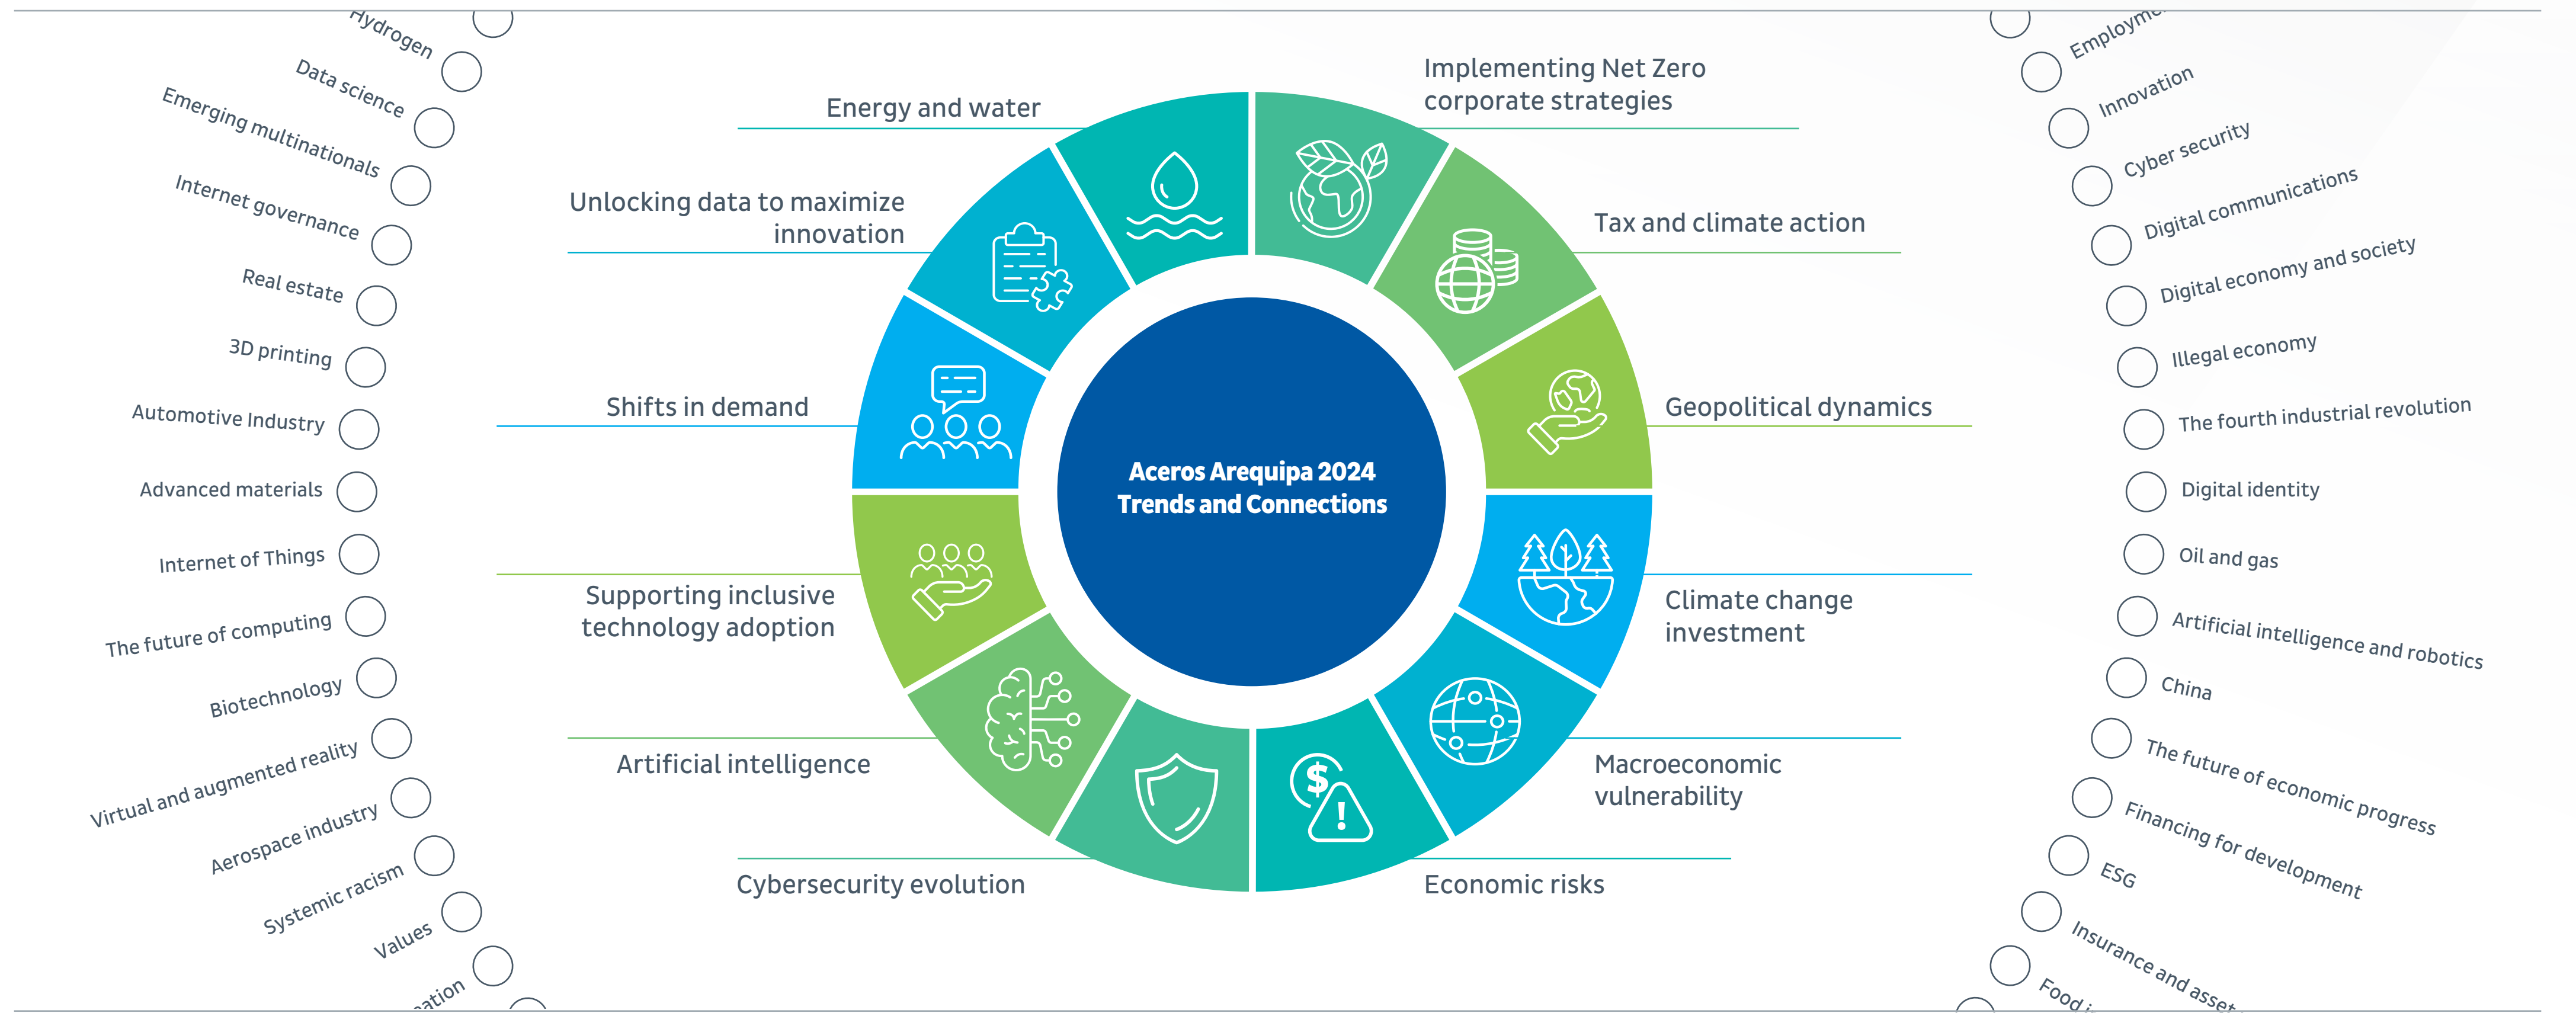 Hydrogen
Data science
Emerging multinationals
Internet governance
Real estate
3D printing
Automotive Industry
Advanced materials
Internet of Things
The future of computing
Biotechnology
Virtual and augmented reality
Aerospace industry
Systemic racism
Values
Energy and water
Unlocking data to maximize
innovation
Shifts in demand
Supporting inclusive
technology adoption
Artificial intelligence
Cybersecurity evolution
Aceros Arequipa 2024
Trends and Connections
$
!
Implementing Net Zero
corporate strategies
Tax and climate action
Geopolitical dynamics
Climate change
investment
Macroeconomic
vulnerability
Economic risks
Innovation
Cyber security
Digital communications
Digital economy and society
Illegal economy
The fourth industrial revolution
Digital identity
Oil and gas
Artificial intelligence and robotics
China
The future of economic progress
Financing for development
ESG
Insurance and asset
Food